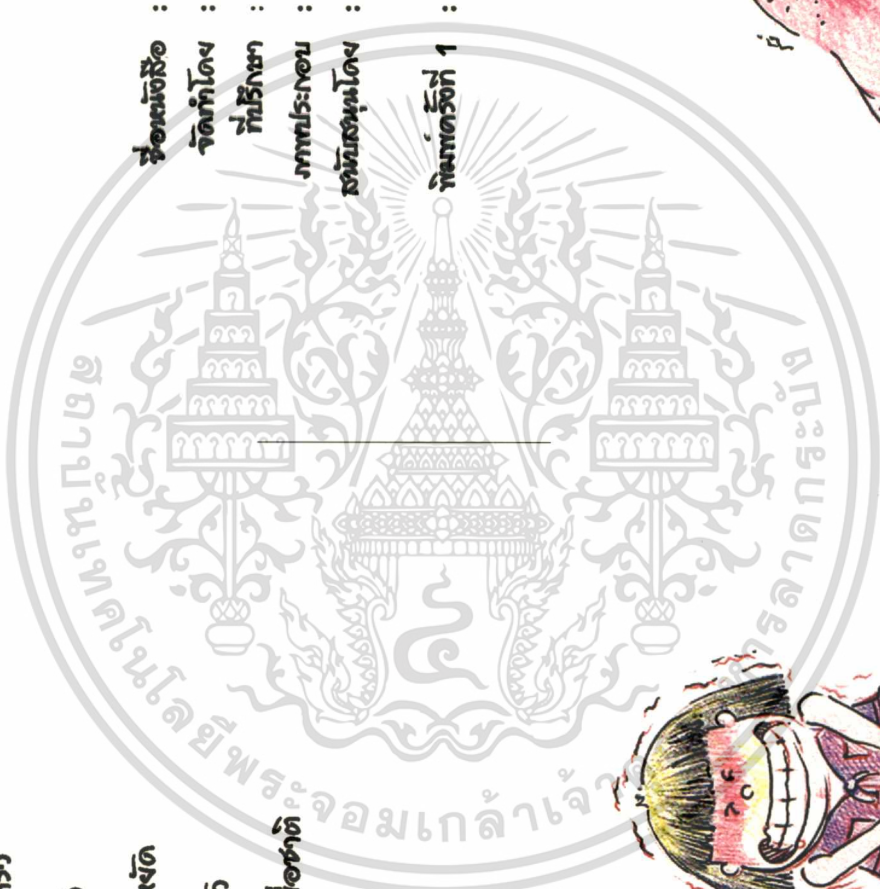 ชื่อหนังสือ :
จัดทำโดย :
ที่ปรึกษา :
ภาพประกอบ :
สนับสนุนโดย :
พิมพ์ครั้งที่ 1 :
สถาบันเทคโนโลยีพระจอมเกล้าเจ้า
ทหารลาดกระบัง